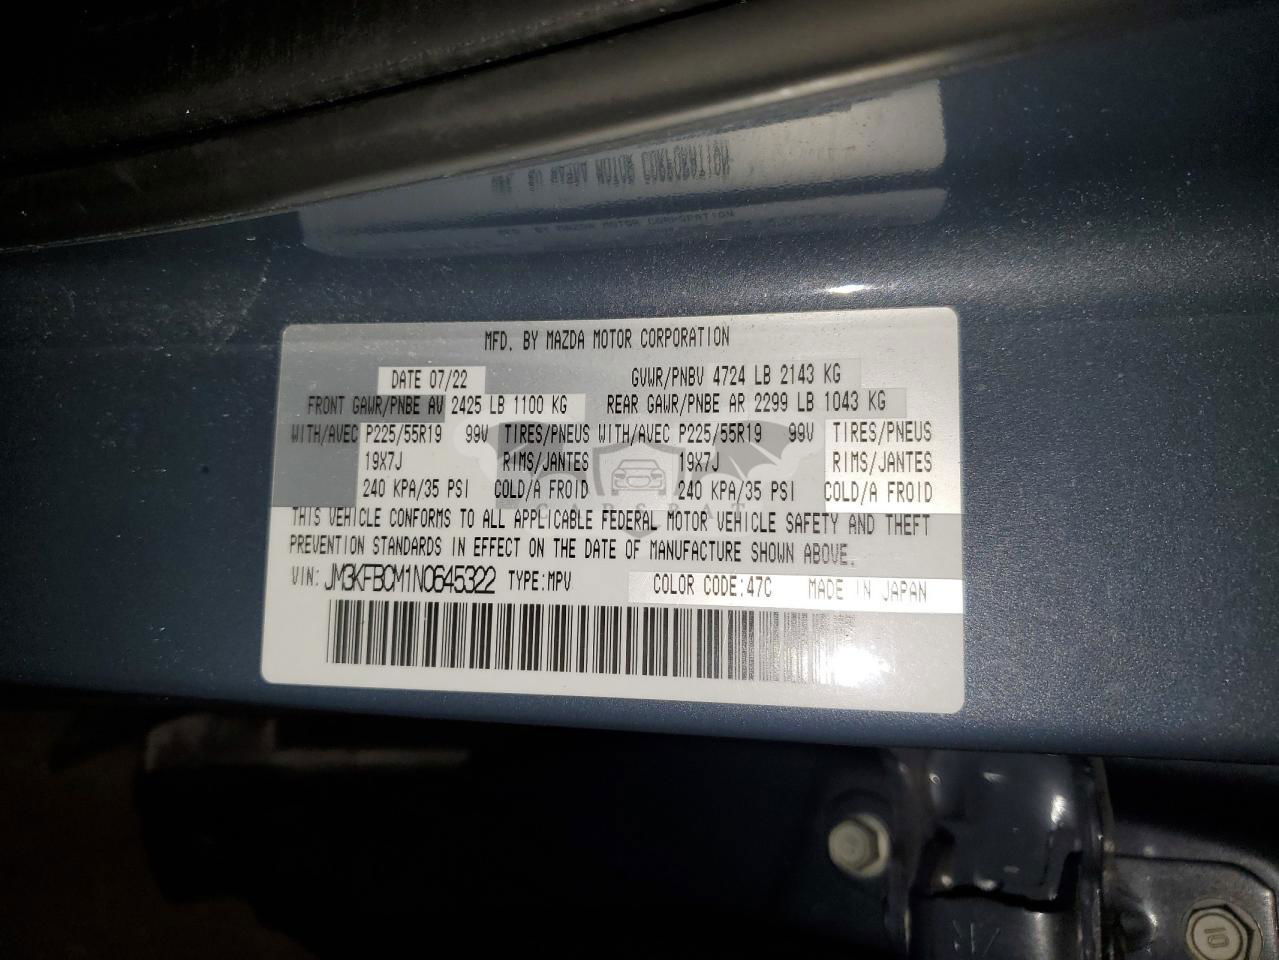 MFD. BY MAZDA MOTOR CORPORATION
DATE 07/22 GVWR/PNBV 4724 LB 2143 KG
FRONT GAWR/PNBE AV 2425 LB 1100 KG REAR GAWR/PNBE AR 2299 LB 1043 KG
WITH/AVEC P225/55R19 99V TIRES/PNEUS WITH/AVEC P225/55R19 99V TIRES/PNEUS
19X7J RIMS/JANTES 19X7J RIMS/JANTES
240 KPA/35 PSI COLD/A FROID 240 KPA/35 PSI COLD/A FROID
CARSBAT
THIS VEHICLE CONFORMS TO ALL APPLICABLE FEDERAL MOTOR VEHICLE SAFETY AND THEFT
PREVENTION STANDARDS IN EFFECT ON THE DATE OF MANUFACTURE SHOWN ABOVE.
VIN: JM3KFBCM1N0645322 TYPE:MPV COLOR CODE:47C MADE IN JAPAN
10